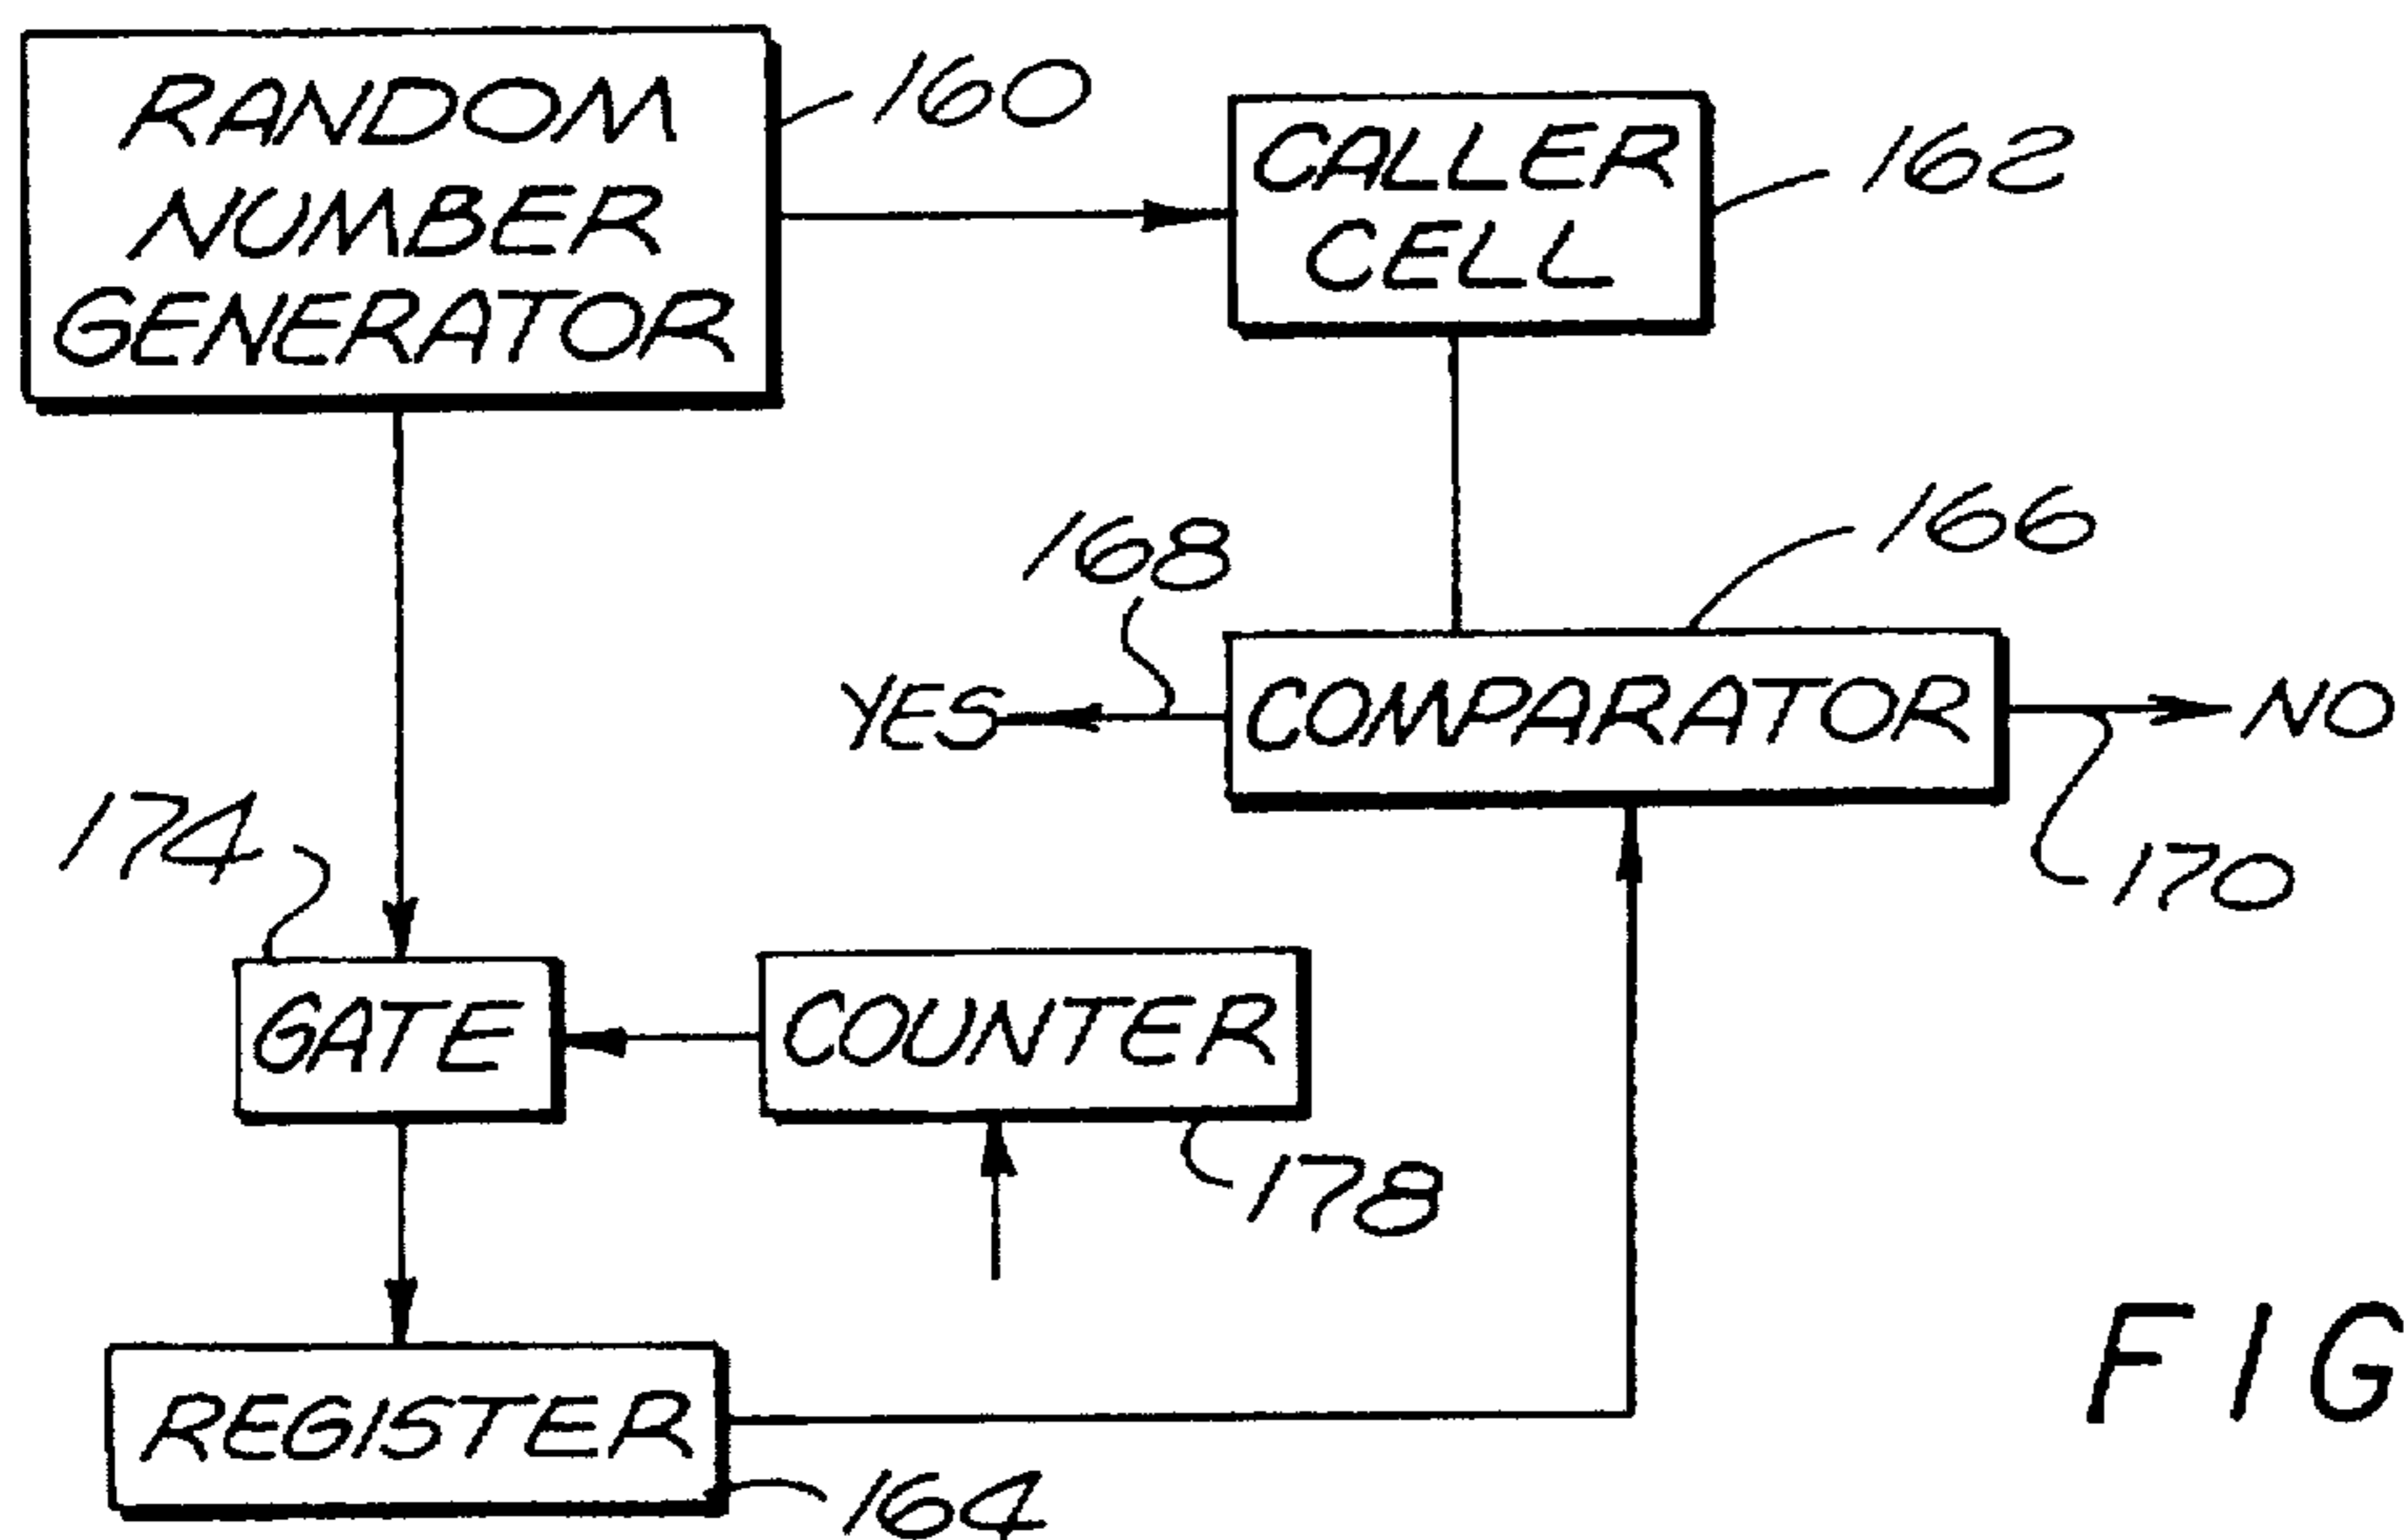 RANDOM
NUMBER
GENERATOR
160
CALLER
CELL
162
168
166
YES
COMPARATOR
NO
174
170
GATE
COUNTER
178
REGISTER
164
FIG